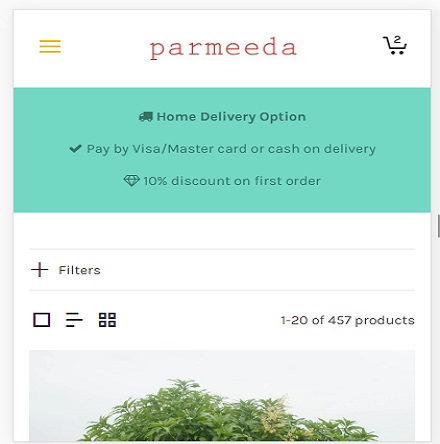 parmeeda
2
Home Delivery Option
Pay by Visa/Master card or cash on delivery
10% discount on first order
Filters
1-20 of 457 products